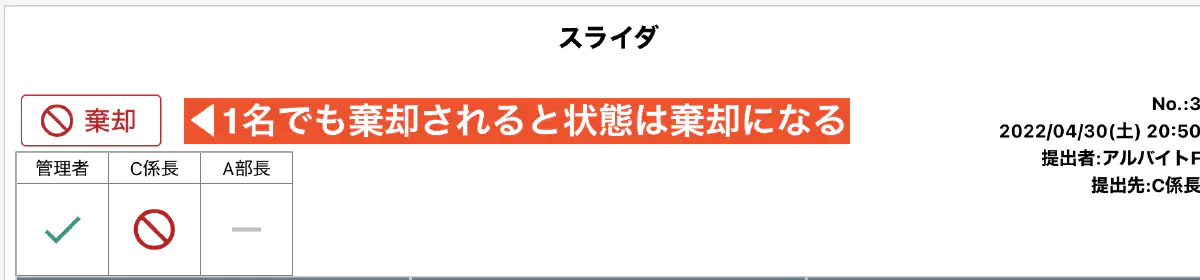 スライダ
棄却
◀1名でも棄却されると状態は棄却になる
No.:3
2022/04/30(土) 20:50
提出者:アルバイトF
提出先:C係長
管理者 C係長 A部長